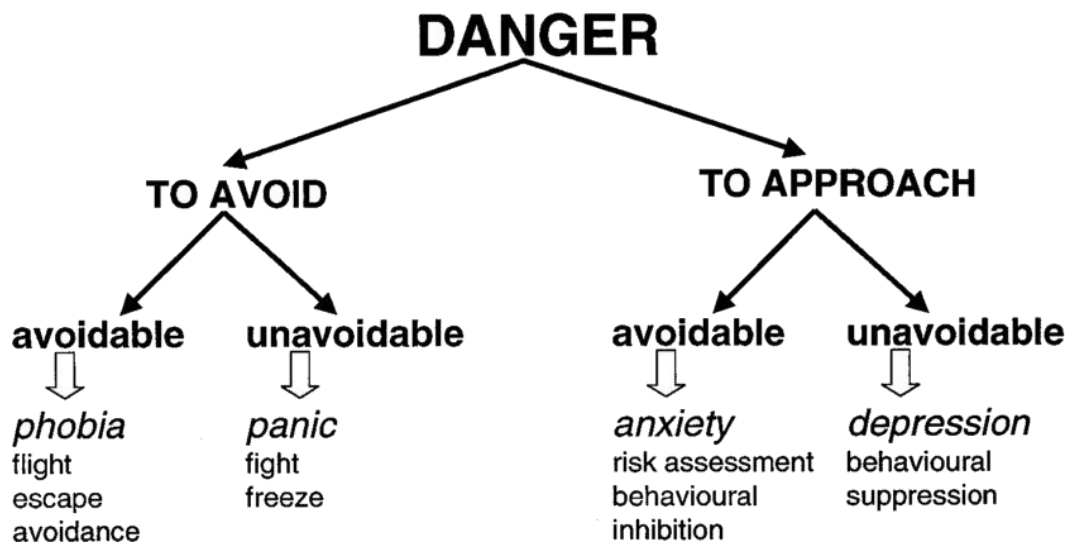 DANGER
TO AVOID
TO APPROACH
avoidable
unavoidable
avoidable
unavoidable
phobia
flight
escape
avoidance
panic
fight
freeze
anxiety
risk assessment
behavioural
inhibition
depression
behavioural
suppression